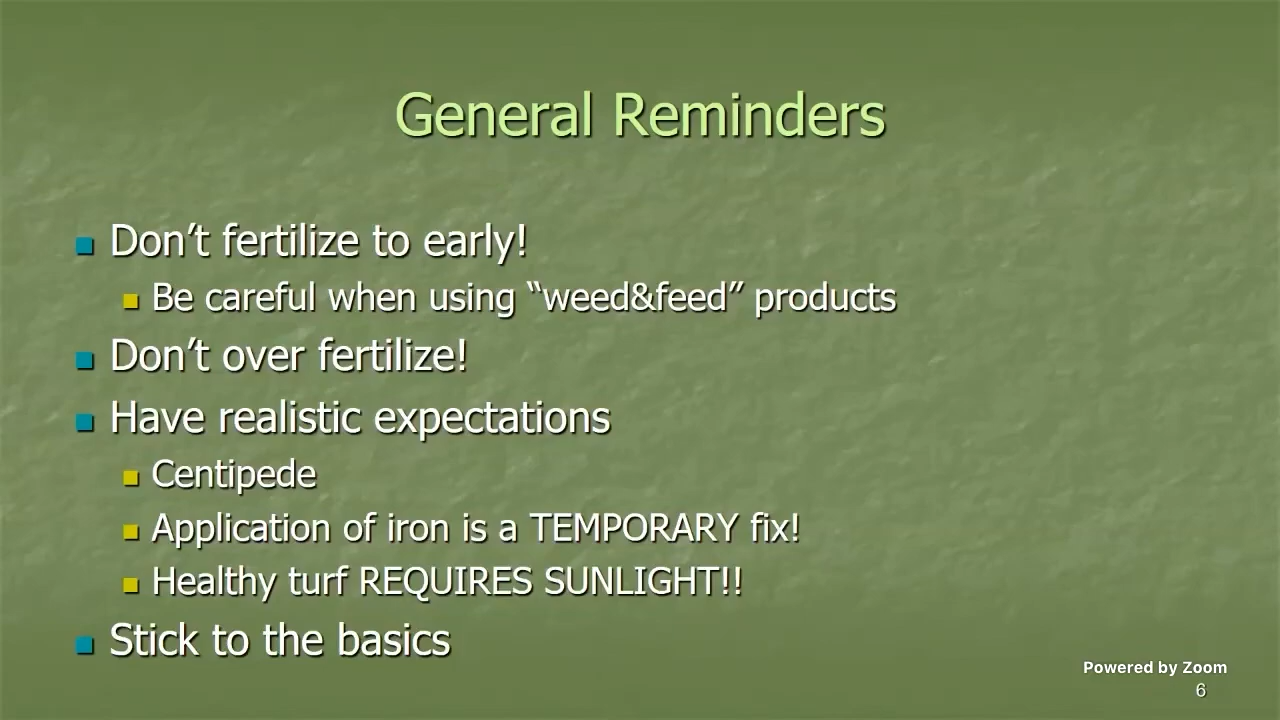 General Reminders
Don’t fertilize to early!
Be careful when using “weed&feed” products
Don’t over fertilize!
Have realistic expectations
Centipede
Application of iron is a TEMPORARY fix!
Healthy turf REQUIRES SUNLIGHT!!
Stick to the basics
Powered by Zoom
6